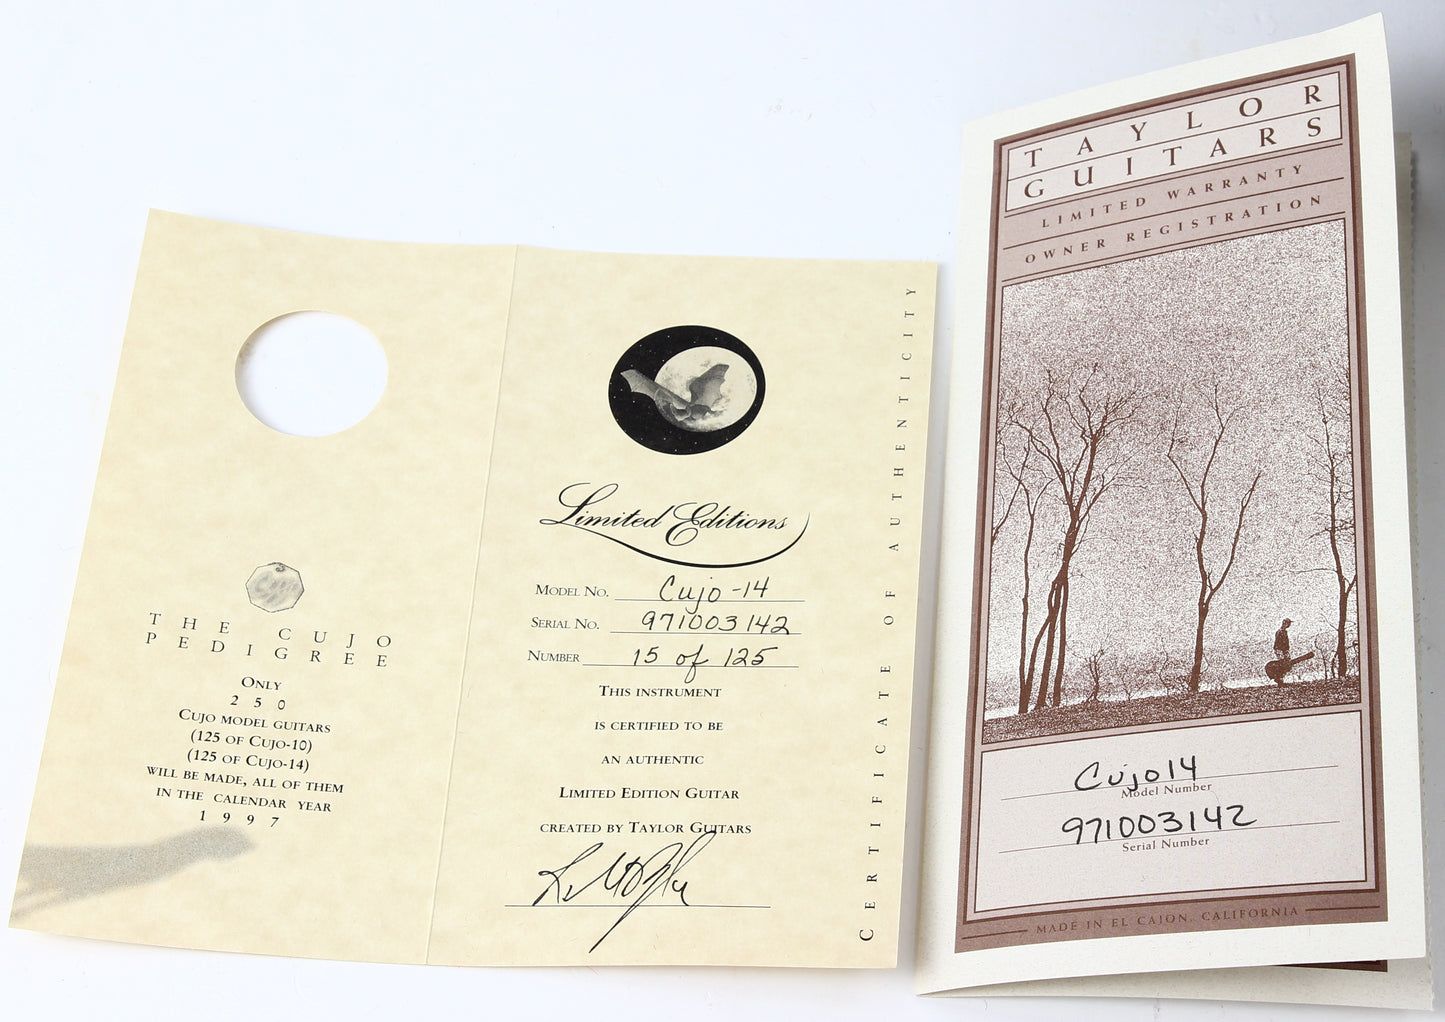 THE CUJO
PEDIGREE
ONLY
250
CUJO MODEL GUITARS
(125 OF CUJO-10)
(125 OF CUJO-14)
WILL BE MADE, ALL OF THEM
IN THE CALENDAR YEAR
1997
Limited Editions
MODEL NO. Cujo-14
SERIAL NO. 971003142
NUMBER 15 of 125
THIS INSTRUMENT
IS CERTIFIED TO BE
AN AUTHENTIC
LIMITED EDITION GUITAR
CREATED BY TAYLOR GUITARS
CERTIFICATE OF AUTHENTICITY
TAYLOR
GUITARS
LIMITED WARRANTY
OWNER REGISTRATION
Cujo14
Model Number
971003142
Serial Number
MADE IN EL CAJON, CALIFORNIA